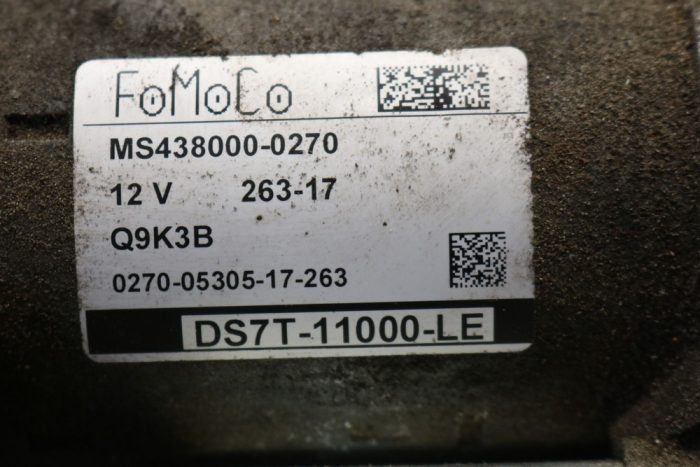 FoMoCo
MS438000-0270
12 V 263-17
Q9K3B
0270-05305-17-263
DS7T-11000-LE